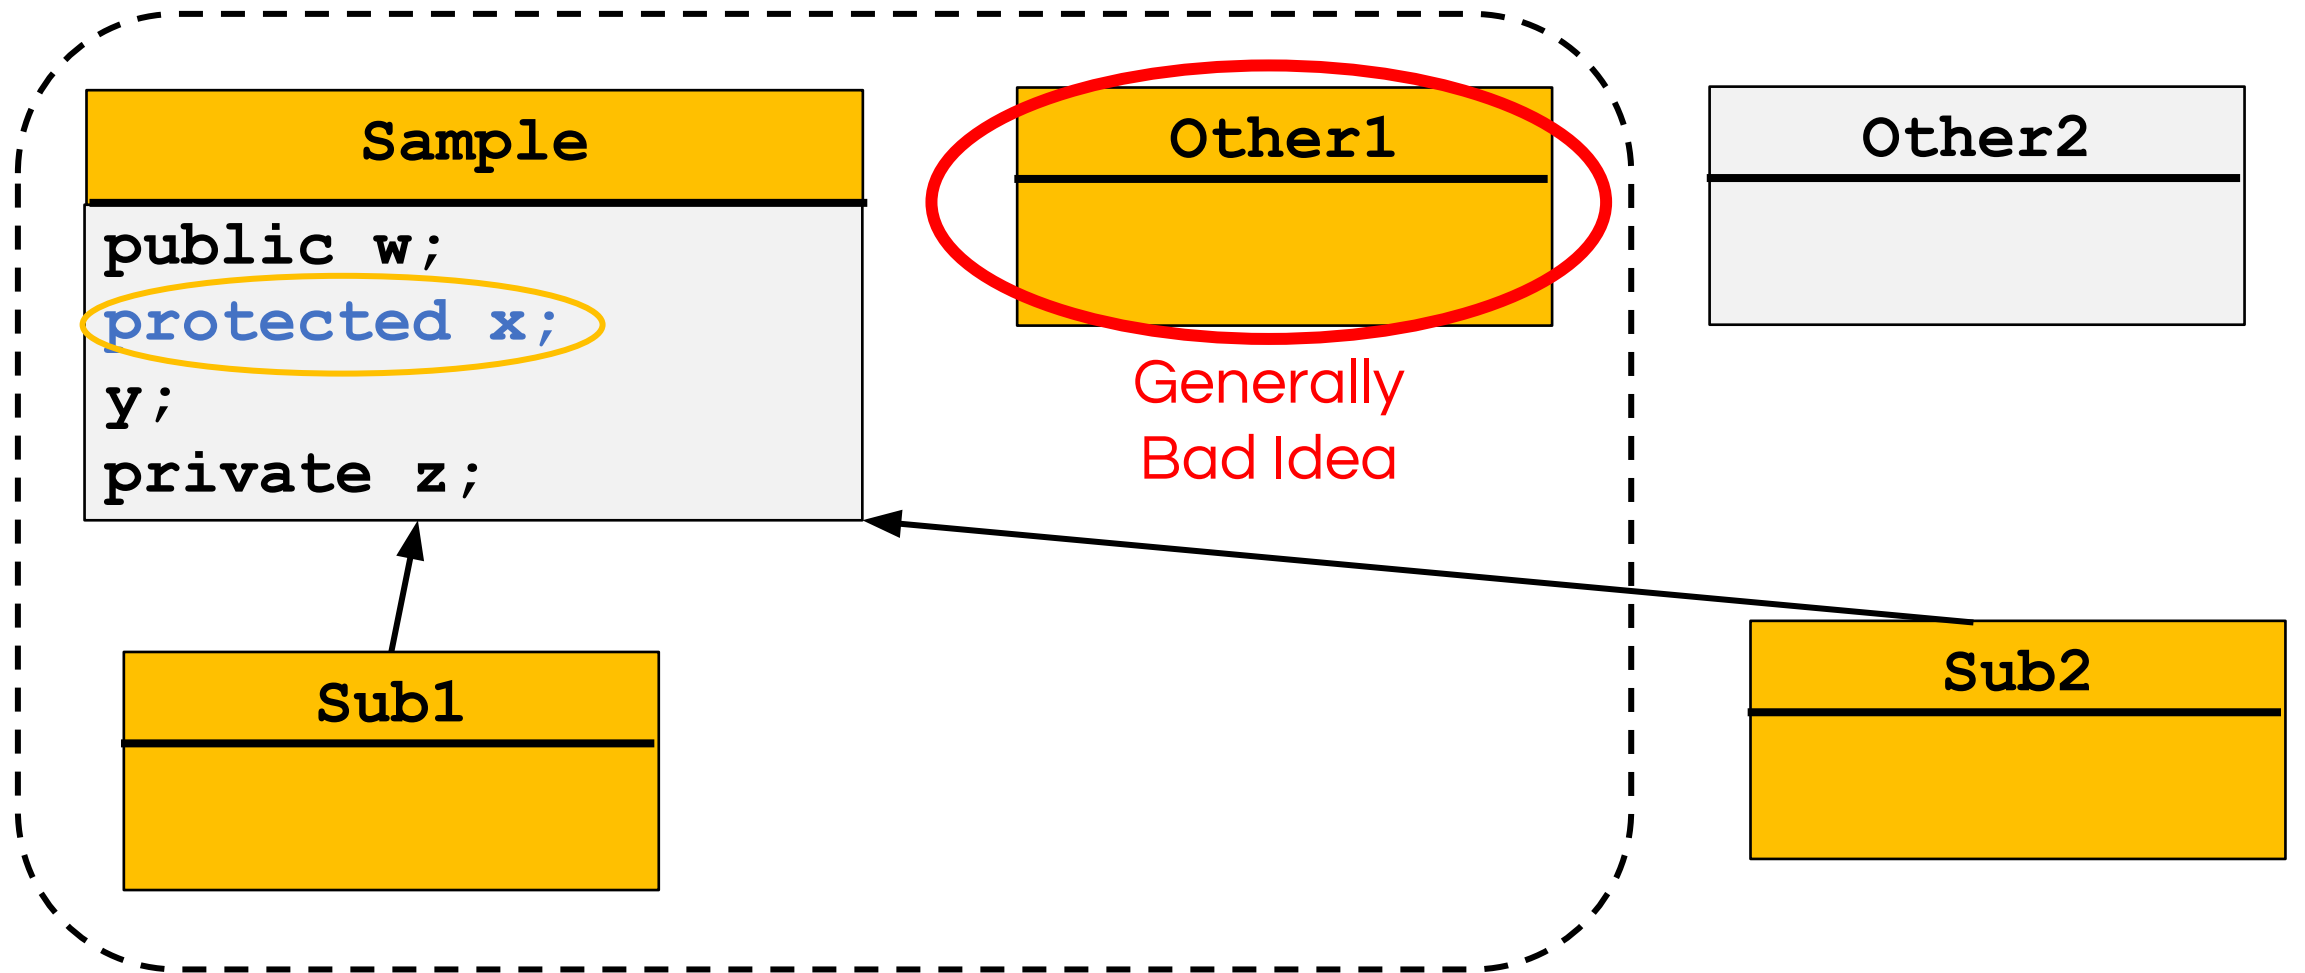 Sample
public w;
protected x;
y;
private z;
Other1
Generally
Bad Idea
Other2
Sub1
Sub2